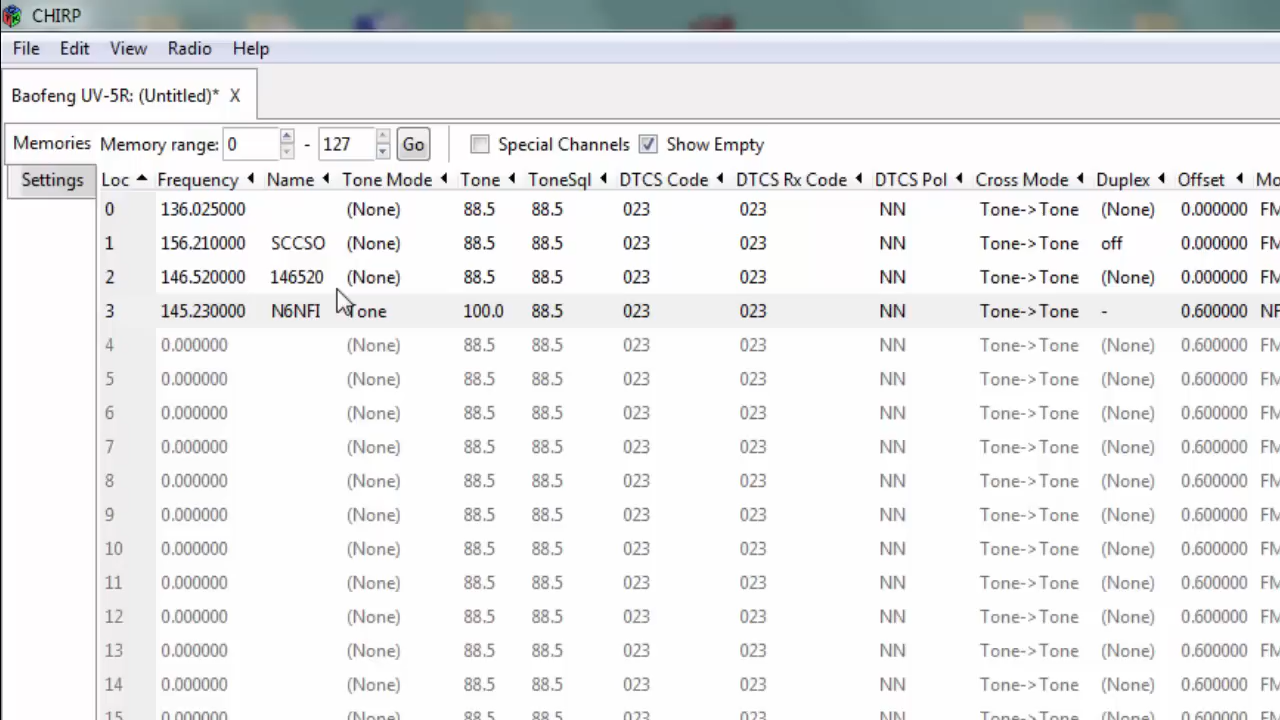 CHIRP
File Edit View Radio Help
Baofeng UV-5R: (Untitled)* X
Memories Memory range: 0 - 127 Go Special Channels Show Empty
Settings Loc Frequency Name Tone Mode Tone ToneSql DTCS Code DTCS Rx Code DTCS Pol Cross Mode Duplex Offset Mo
0 136.025000 (None) 88.5 88.5 023 023 NN Tone->Tone (None) 0.000000 FM
1 156.210000 SCCSO (None) 88.5 88.5 023 023 NN Tone->Tone off 0.000000 FM
2 146.520000 146520 (None) 88.5 88.5 023 023 NN Tone->Tone (None) 0.000000 FM
3 145.230000 N6NFI Tone 100.0 88.5 023 023 NN Tone->Tone - 0.600000 NF
4 0.000000 (None) 88.5 88.5 023 023 NN Tone->Tone (None) 0.600000 FM
5 0.000000 (None) 88.5 88.5 023 023 NN Tone->Tone (None) 0.600000 FM
6 0.000000 (None) 88.5 88.5 023 023 NN Tone->Tone (None) 0.600000 FM
7 0.000000 (None) 88.5 88.5 023 023 NN Tone->Tone (None) 0.600000 FM
8 0.000000 (None) 88.5 88.5 023 023 NN Tone->Tone (None) 0.600000 FM
9 0.000000 (None) 88.5 88.5 023 023 NN Tone->Tone (None) 0.600000 FM
10 0.000000 (None) 88.5 88.5 023 023 NN Tone->Tone (None) 0.600000 FM
11 0.000000 (None) 88.5 88.5 023 023 NN Tone->Tone (None) 0.600000 FM
12 0.000000 (None) 88.5 88.5 023 023 NN Tone->Tone (None) 0.600000 FM
13 0.000000 (None) 88.5 88.5 023 023 NN Tone->Tone (None) 0.600000 FM
14 0.000000 (None) 88.5 88.5 023 023 NN Tone->Tone (None) 0.600000 FM